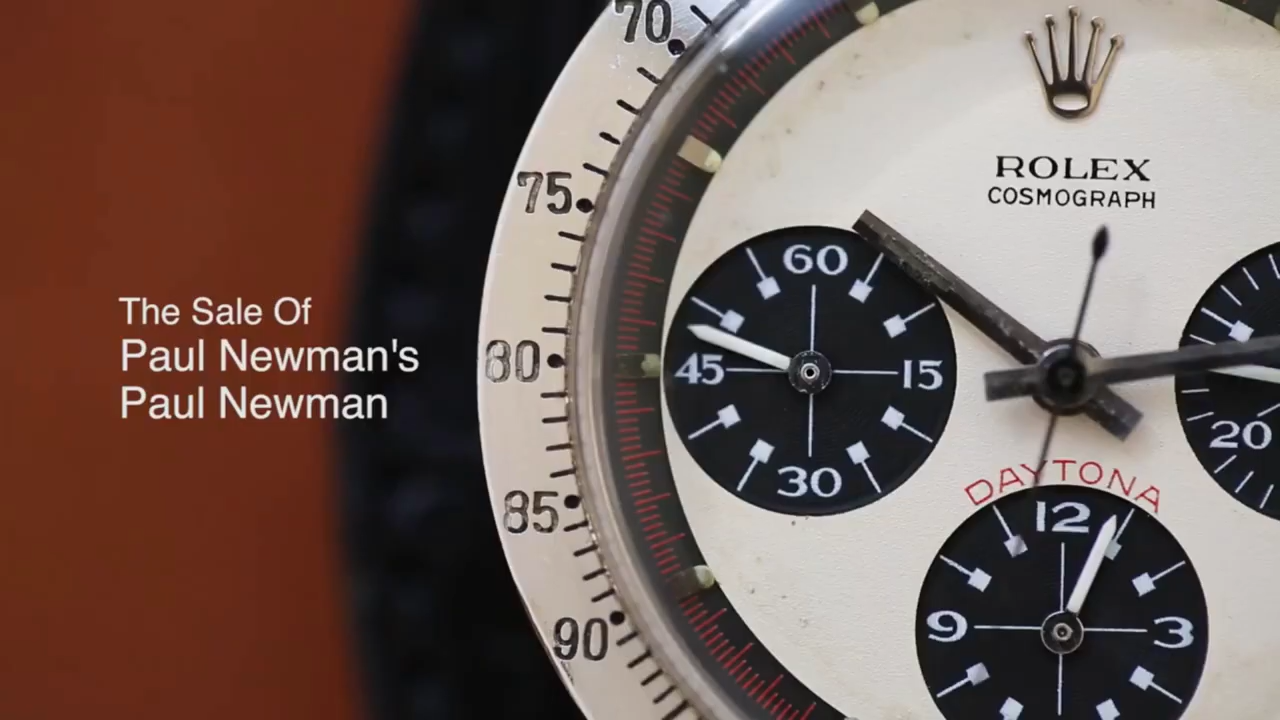 The Sale Of
Paul Newman's
Paul Newman
70
75
80
85
90
ROLEX
COSMOGRAPH
60
45
15
30
20
DAYTONA
12
9
3